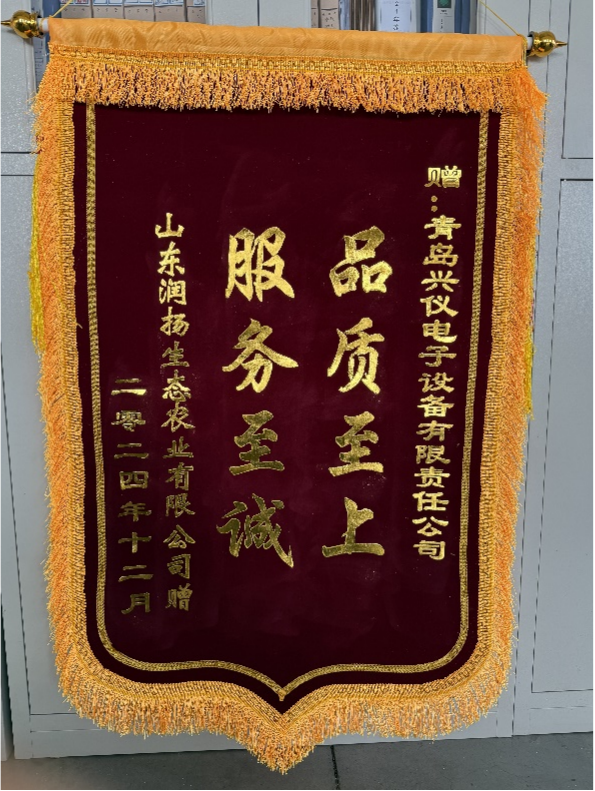 赠：青岛兴仪电子设备有限责任公司
品质至上
服务至诚
山东润扬生态农业有限公司赠
二零二四年十二月